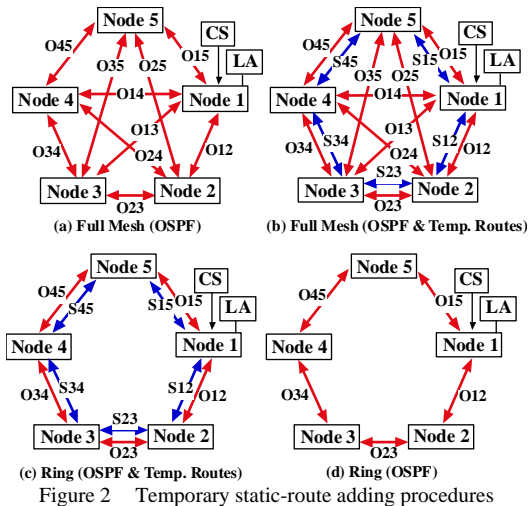 Node 5
CS
LA
O45
O35
O25
O15
Node 4
O14
Node 1
O13
O34
O24
O12
Node 3
O23
Node 2
(a) Full Mesh (OSPF)
Node 5
CS
LA
O45
S45
O35
O25
S15
O15
Node 4
O14
Node 1
O13
O34
S34
O24
S12
O12
Node 3
S23
O23
Node 2
(b) Full Mesh (OSPF & Temp. Routes)
Node 5
CS
LA
O45
S45
S15
O15
Node 4
Node 1
O34
S34
S12
O12
Node 3
S23
O23
Node 2
(c) Ring (OSPF & Temp. Routes)
Node 5
CS
LA
O45
O15
Node 4
Node 1
O34
O12
Node 3
O23
Node 2
(d) Ring (OSPF)
Figure 2 Temporary static-route adding procedures